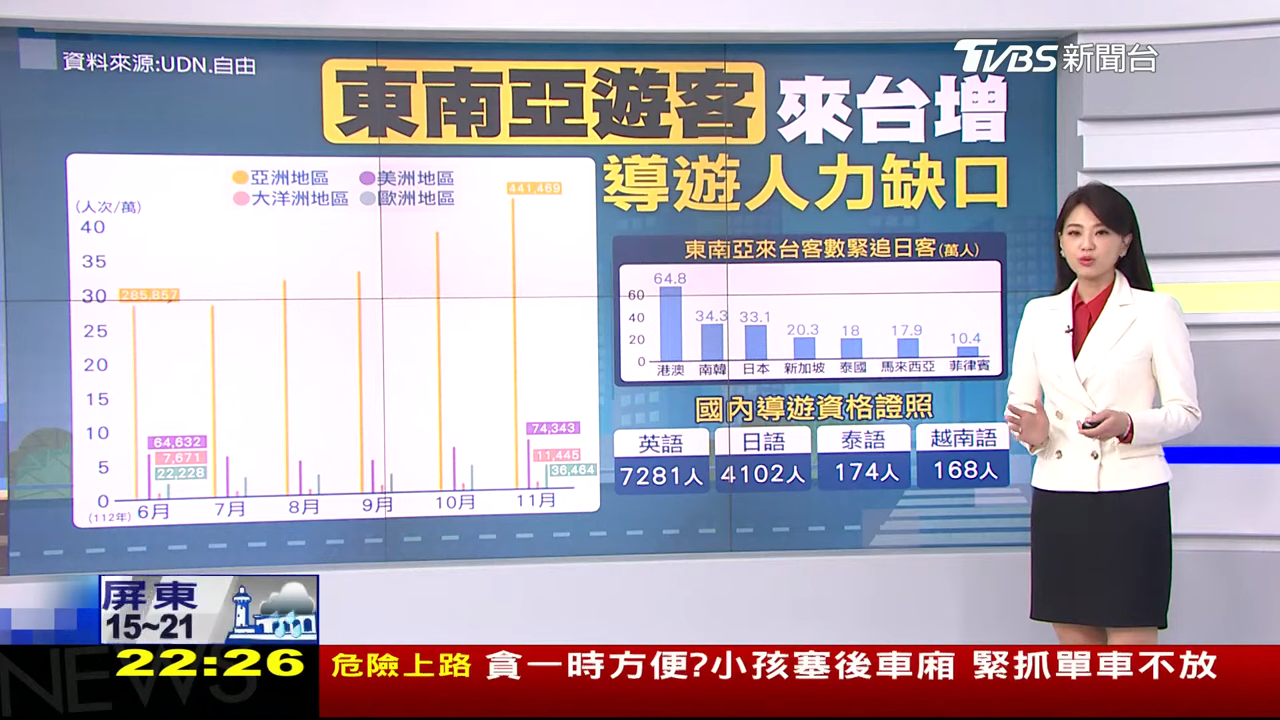 資料來源:UDN.自由
TVBS新聞台
東南亞遊客 來台增
導遊人力缺口
亞洲地區 美洲地區
大洋洲地區 歐洲地區
(人次/萬)
40
35
30
25
20
15
10
5
0
285,857
441,469
64,632
7,671
22,228
74,343
11,445
36,464
(112年) 6月 7月 8月 9月 10月 11月
東南亞來台客數緊追日客(萬人)
60
40
20
0
64.8 34.3 33.1 20.3 18 17.9 10.4
港澳 南韓 日本 新加坡 泰國 馬來西亞 菲律賓
國內導遊資格證照
英語 日語 泰語 越南語
7281人 4102人 174人 168人
屏東
15~21
NEWS
22:26
危險上路 貪一時方便?小孩塞後車廂 緊抓單車不放